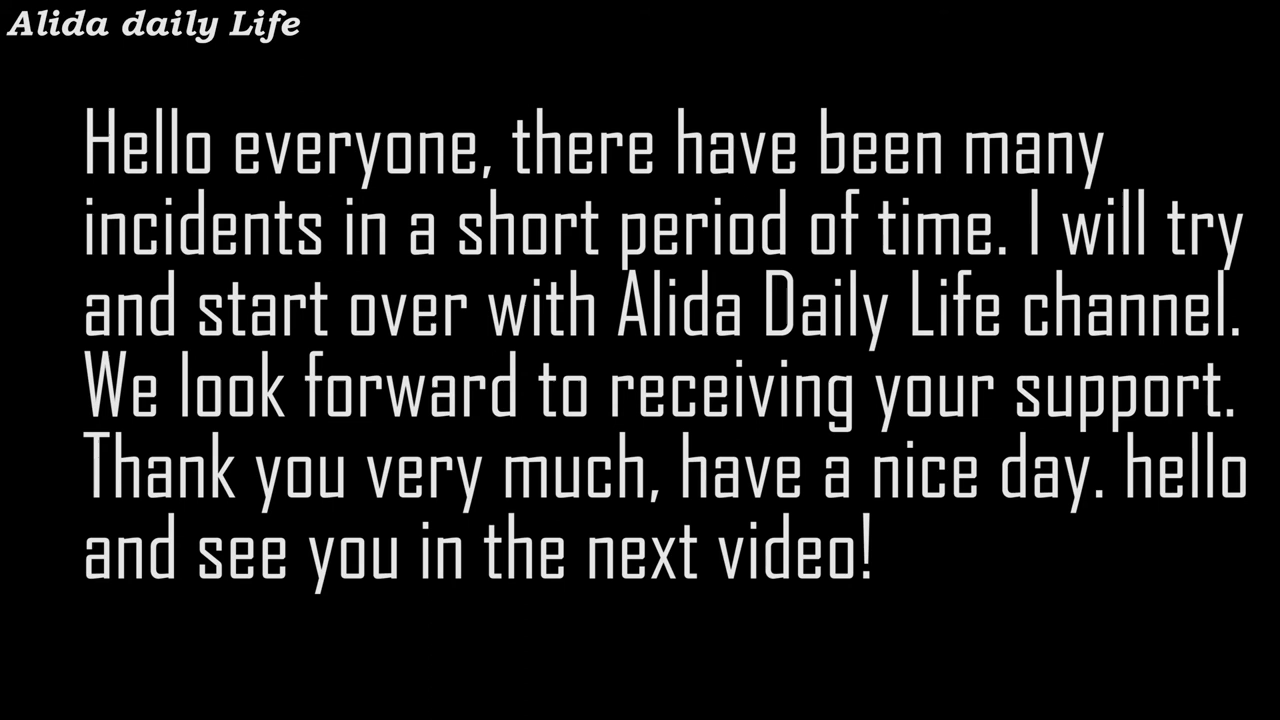 Alida daily Life
Hello everyone, there have been many
incidents in a short period of time. I will try
and start over with Alida Daily Life channel.
We look forward to receiving your support.
Thank you very much, have a nice day. hello
and see you in the next video!